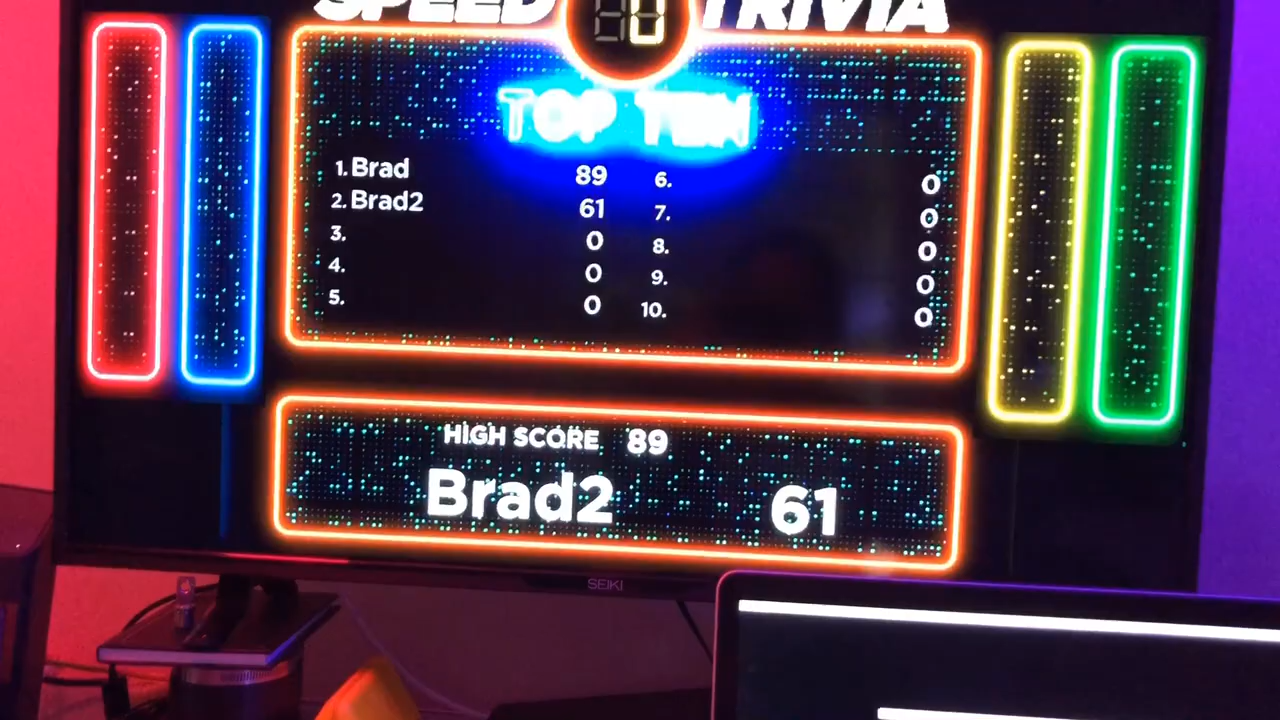 SPEED 0 TRIVIA
TOP TEN
1. Brad 89
2. Brad2 61
3. 0
4. 0
5. 0
6. 0
7. 0
8. 0
9. 0
10. 0
HIGH SCORE 89
Brad2 61
SEIKI